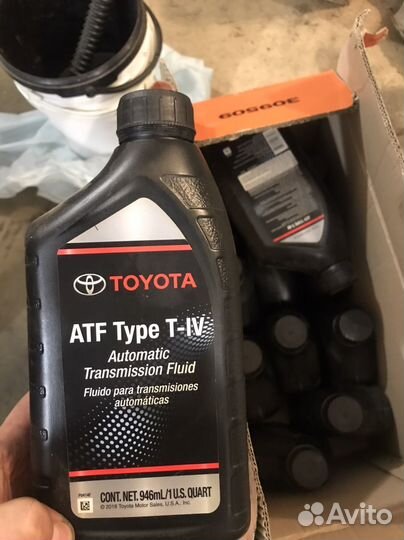 309909
TOYOTA
ATF Type T-IV
Automatic
Transmission Fluid
Fluido para transmisiones
automáticas
CONT. NET. 946mL/1 U.S. QUART
© 2018 Toyota Motor Sales, U.S.A., Inc.
Avito